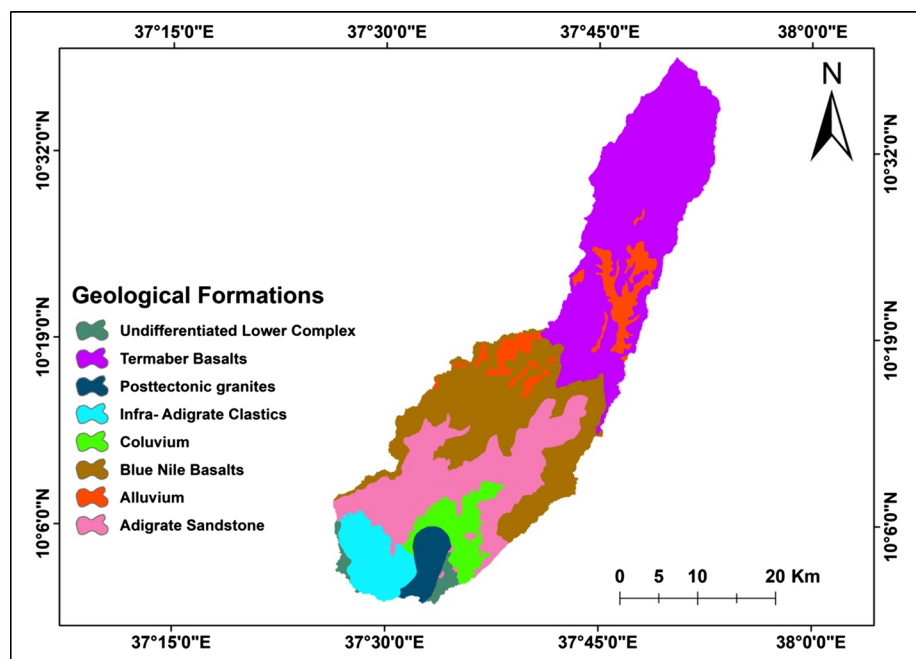 37°15'0"E 37°30'0"E 37°45'0"E 38°0'0"E
N
10°32'0"N 10°32'0"N
Geological Formations
Undifferentiated Lower Complex
Termaber Basalts
Posttectonic granites
Infra- Adigrate Clastics
Coluvium
Blue Nile Basalts
Alluvium
Adigrate Sandstone
10°19'0"N 10°19'0"N
10°6'0"N 10°6'0"N
0 5 10 20 Km
37°15'0"E 37°30'0"E 37°45'0"E 38°0'0"E